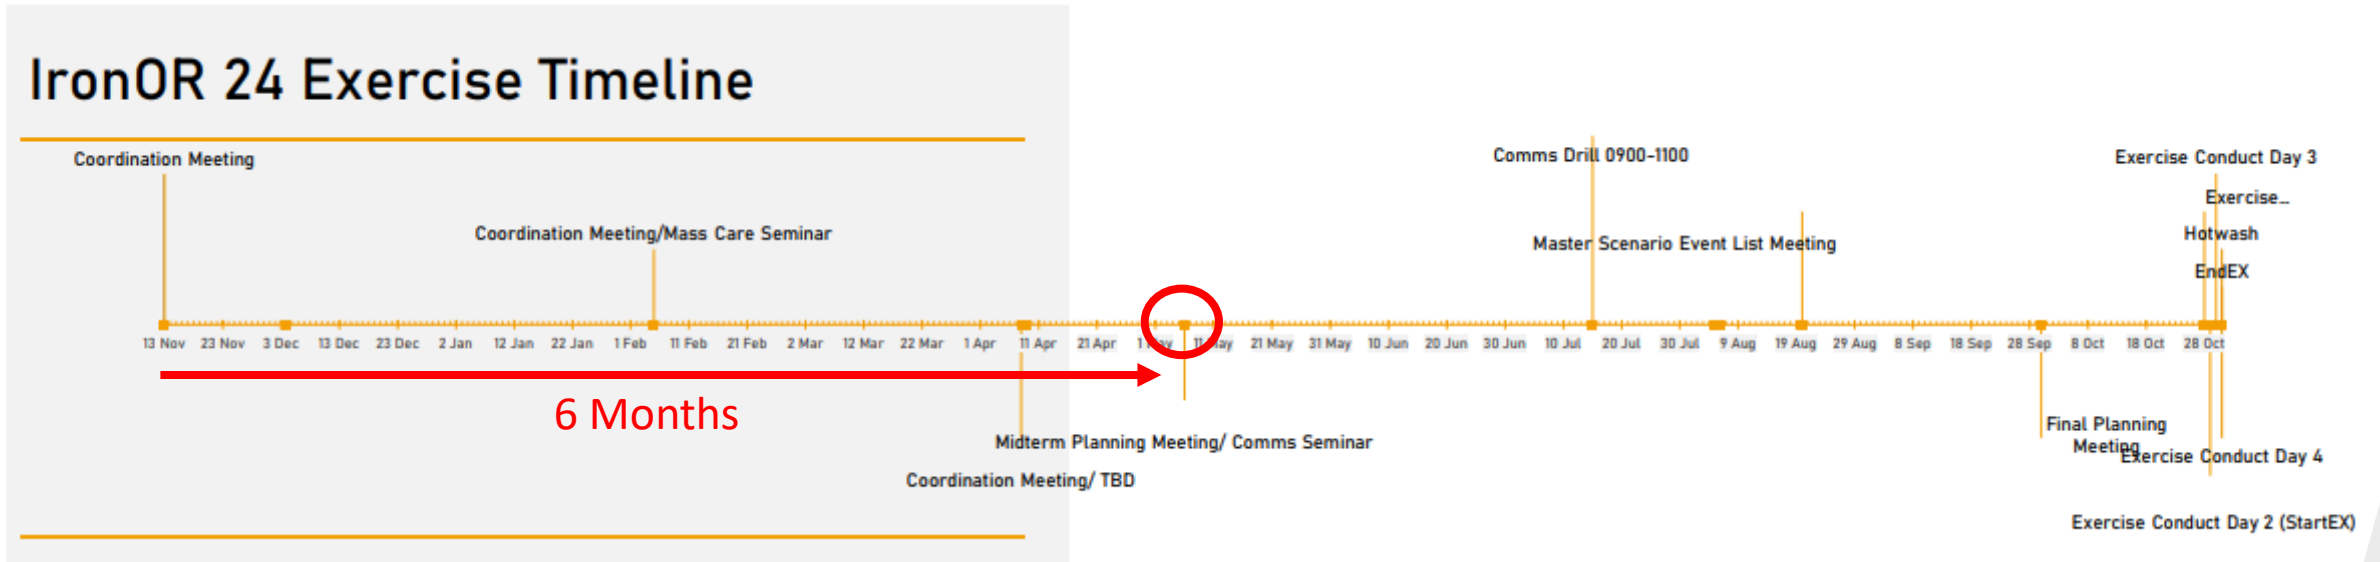 IronOR 24 Exercise Timeline
Coordination Meeting
Comms Drill 0900-1100
Exercise Conduct Day 3
Exercise...
Coordination Meeting/Mass Care Seminar
Master Scenario Event List Meeting
Hotwash
EndEX
13 Nov 23 Nov 3 Dec 13 Dec 23 Dec 2 Jan 12 Jan 22 Jan 1 Feb 11 Feb 21 Feb 2 Mar 12 Mar 22 Mar 1 Apr 11 Apr 21 Apr 1 May 11 May 21 May 31 May 10 Jun 20 Jun 30 Jun 10 Jul 20 Jul 30 Jul 9 Aug 19 Aug 29 Aug 8 Sep 18 Sep 28 Sep 8 Oct 18 Oct 28 Oct
6 Months
Midterm Planning Meeting/ Comms Seminar
Coordination Meeting/ TBD
Final Planning
Meeting
Exercise Conduct Day 4
Exercise Conduct Day 2 (StartEX)